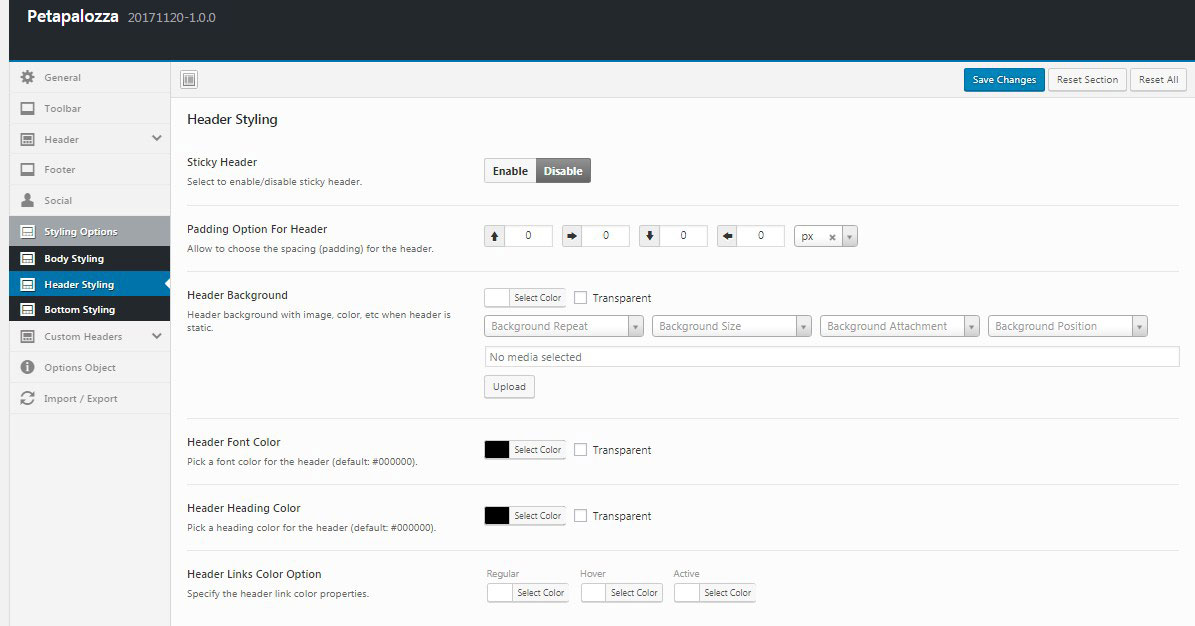 Petapalozza 20171120-1.0.0
General
Toolbar
Header
Footer
Social
Styling Options
Body Styling
Header Styling
Bottom Styling
Custom Headers
Options Object
Import / Export
Save Changes Reset Section Reset All
Header Styling
Sticky Header
Select to enable/disable sticky header.
Enable Disable
Padding Option For Header
Allow to choose the spacing (padding) for the header.
0 0 0 0 px ×
Header Background
Header background with image, color, etc when header is
static.
Select Color Transparent
Background Repeat Background Size Background Attachment Background Position
No media selected
Upload
Header Font Color
Pick a font color for the header (default: #000000).
Select Color Transparent
Header Heading Color
Pick a heading color for the header (default: #000000).
Select Color Transparent
Header Links Color Option
Specify the header link color properties.
Regular Hover Active
Select Color Select Color Select Color